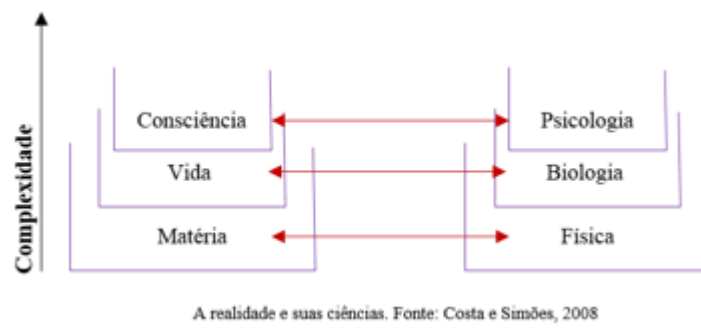 Complexidade
Consciência
Psicologia
Vida
Biologia
Matéria
Física
A realidade e suas ciências. Fonte: Costa e Simões, 2008